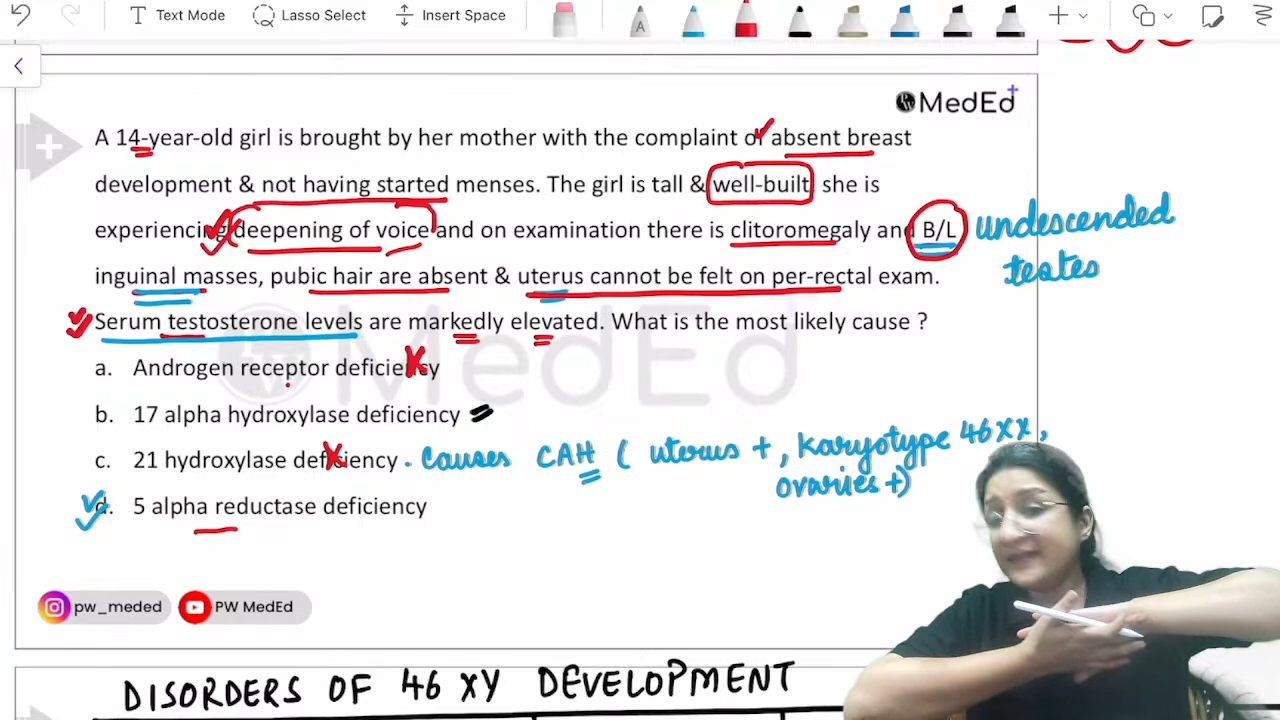 Text Mode Lasso Select Insert Space
A
MedEd+
A 14-year-old girl is brought by her mother with the complaint of absent breast
development & not having started menses. The girl is tall & well-built, she is
experiencing deepening of voice and on examination there is clitoromegaly and B/L undescended
testes
inguinal masses, pubic hair are absent & uterus cannot be felt on per-rectal exam.
Serum testosterone levels are markedly elevated. What is the most likely cause ?
a. Androgen receptor deficiency
b. 17 alpha hydroxylase deficiency
c. 21 hydroxylase deficiency . Causes CAH ( uterus +, Karyotype 46XX,
ovaries +)
d. 5 alpha reductase deficiency
MedEd
pw_meded PW MedEd
DISORDERS OF 46 XY DEVELOPMENT